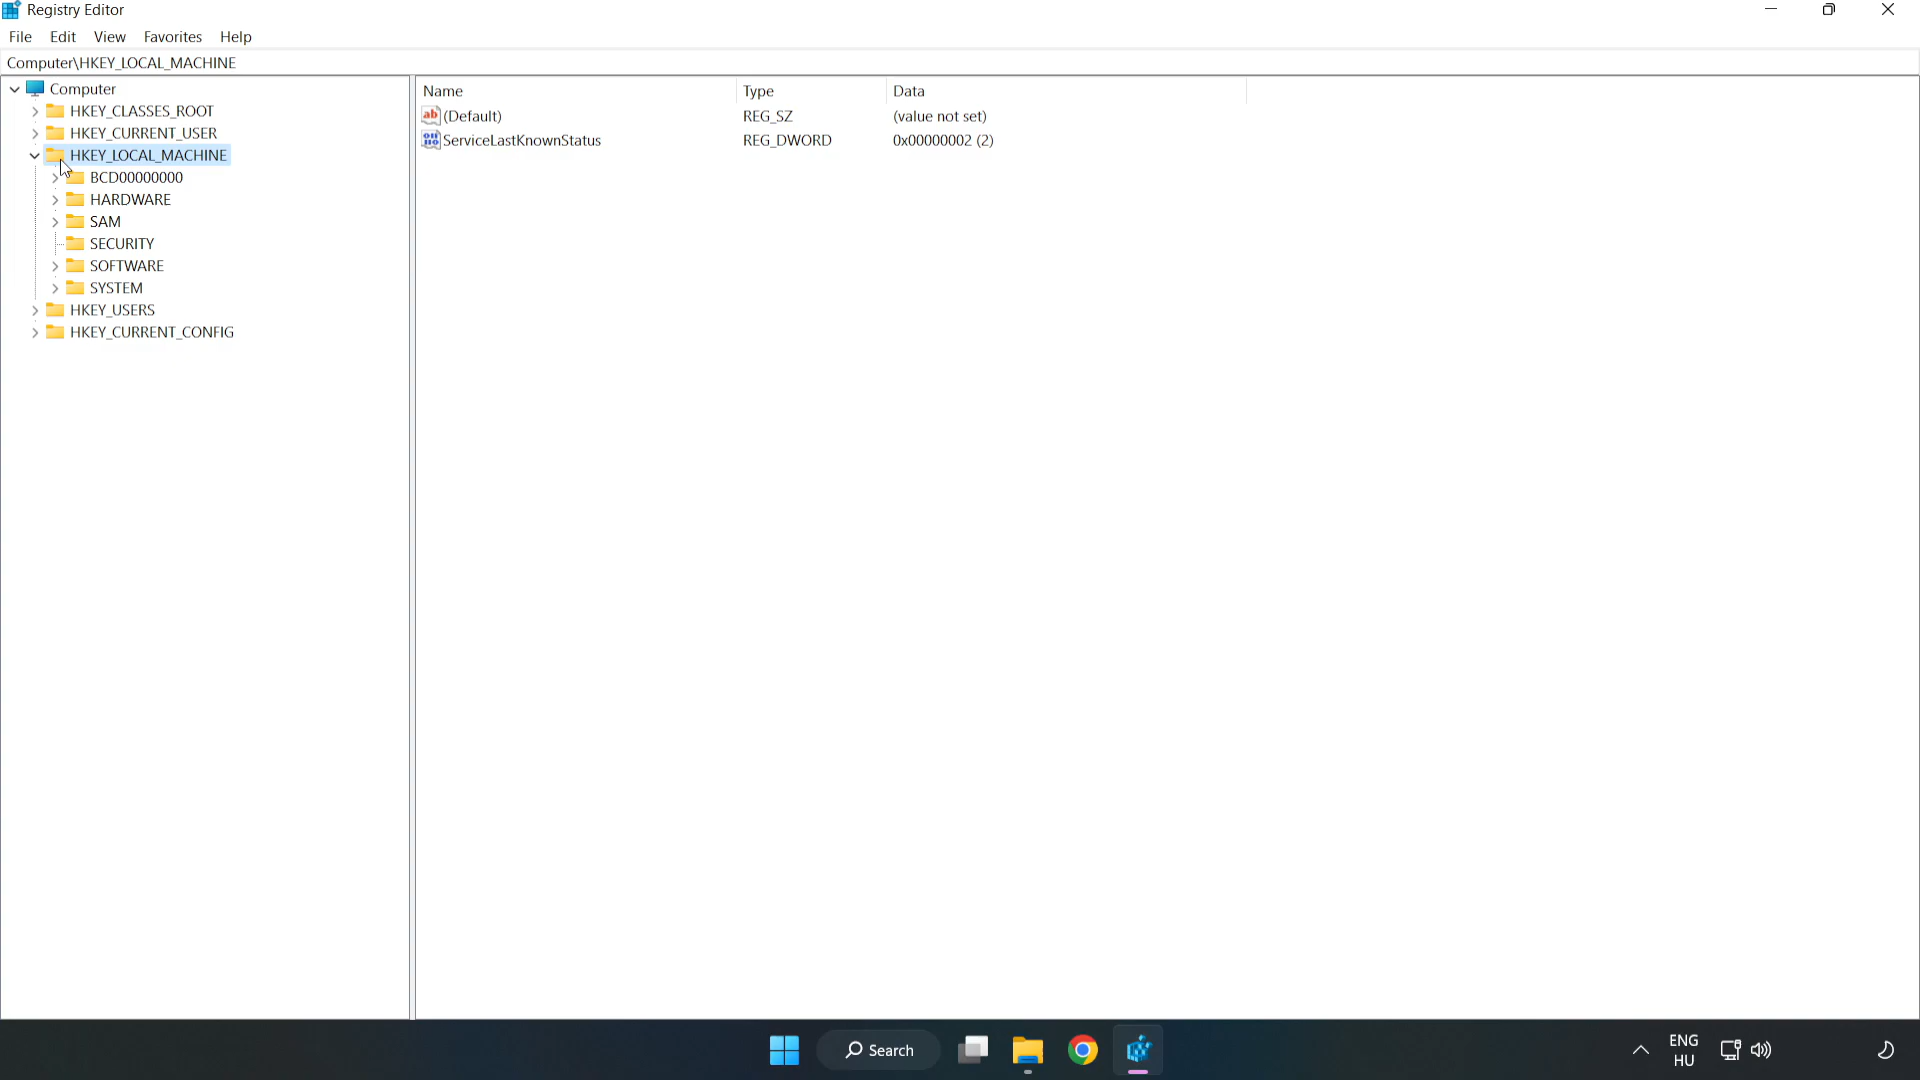 Registry Editor
File Edit View Favorites Help
Computer\HKEY_LOCAL_MACHINE
Computer
HKEY_CLASSES_ROOT
HKEY_CURRENT_USER
HKEY_LOCAL_MACHINE
BCD00000000
HARDWARE
SAM
SECURITY
SOFTWARE
SYSTEM
HKEY_USERS
HKEY_CURRENT_CONFIG
Name Type Data
ab (Default) REG_SZ (value not set)
ServiceLastKnownStatus REG_DWORD 0x00000002 (2)
Search
ENG
HU